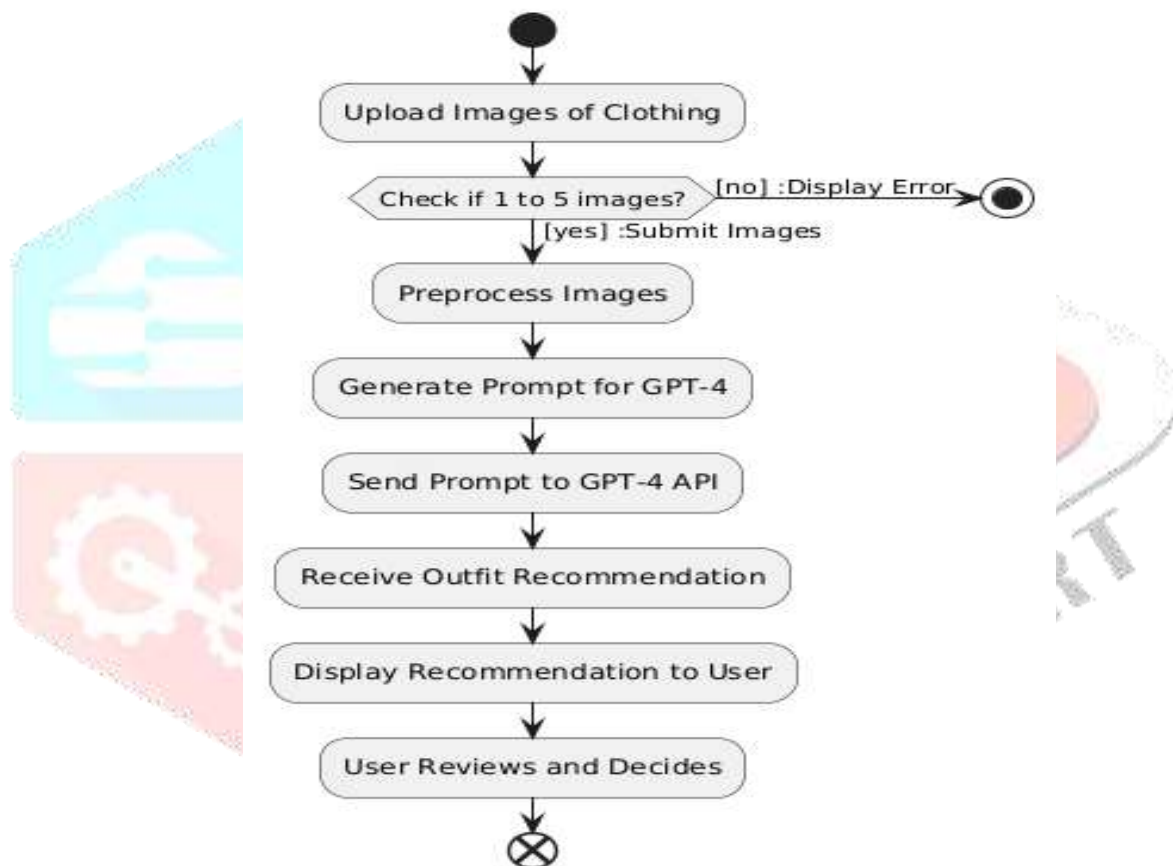 Upload Images of Clothing
Check if 1 to 5 images?
[no] :Display Error
[yes] :Submit Images
Preprocess Images
Generate Prompt for GPT-4
Send Prompt to GPT-4 API
Receive Outfit Recommendation
Display Recommendation to User
User Reviews and Decides